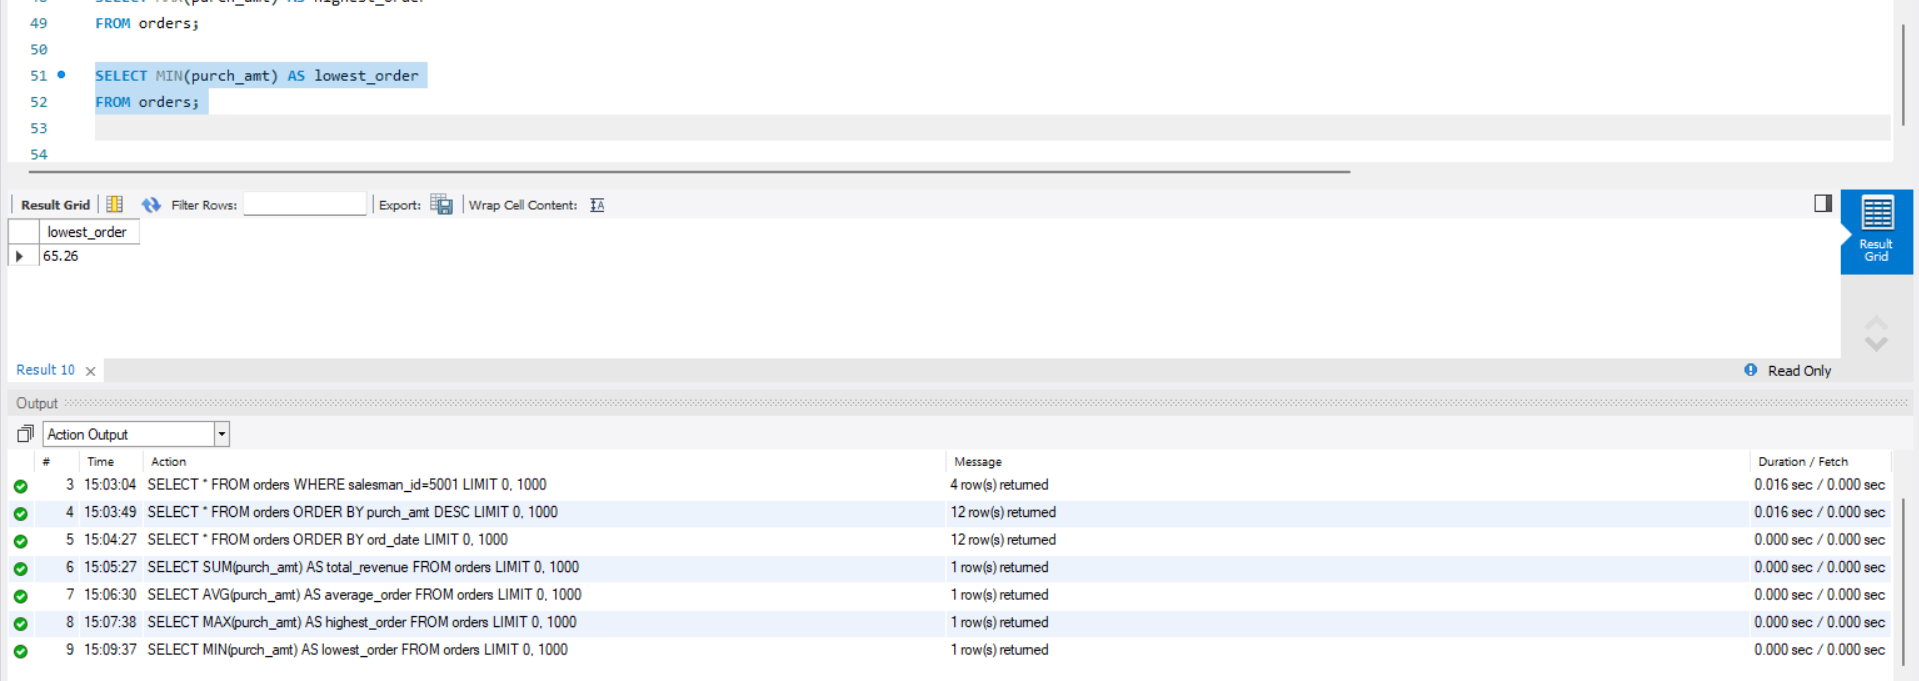 48 SELECT MAX(purch_amt) AS highest_order
49 FROM orders;
50
51 SELECT MIN(purch_amt) AS lowest_order
52 FROM orders;
53
54
Result Grid Filter Rows: Export: Wrap Cell Content: IA
lowest_order
65.26
Result Grid
Result 10 × Read Only
Output
Action Output
# Time Action Message Duration / Fetch
3 15:03:04 SELECT * FROM orders WHERE salesman_id=5001 LIMIT 0, 1000 4 row(s) returned 0.016 sec / 0.000 sec
4 15:03:49 SELECT * FROM orders ORDER BY purch_amt DESC LIMIT 0, 1000 12 row(s) returned 0.016 sec / 0.000 sec
5 15:04:27 SELECT * FROM orders ORDER BY ord_date LIMIT 0, 1000 12 row(s) returned 0.000 sec / 0.000 sec
6 15:05:27 SELECT SUM(purch_amt) AS total_revenue FROM orders LIMIT 0, 1000 1 row(s) returned 0.000 sec / 0.000 sec
7 15:06:30 SELECT AVG(purch_amt) AS average_order FROM orders LIMIT 0, 1000 1 row(s) returned 0.000 sec / 0.000 sec
8 15:07:38 SELECT MAX(purch_amt) AS highest_order FROM orders LIMIT 0, 1000 1 row(s) returned 0.000 sec / 0.000 sec
9 15:09:37 SELECT MIN(purch_amt) AS lowest_order FROM orders LIMIT 0, 1000 1 row(s) returned 0.000 sec / 0.000 sec